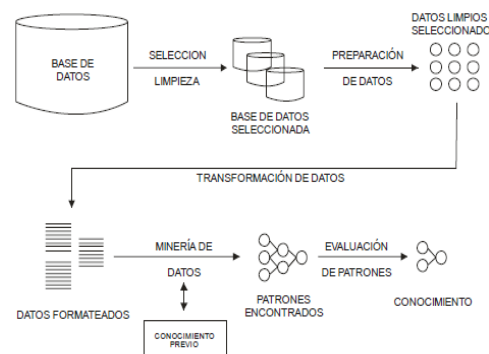 DATOS LIMPIOS
SELECCIONADO
BASE DE
DATOS
SELECCION
LIMPIEZA
PREPARACIÓN
DE DATOS
BASE DE DATOS
SELECCIONADA
TRANSFORMACIÓN DE DATOS
MINERÍA DE
DATOS
EVALUACIÓN
DE PATRONES
DATOS FORMATEADOS
PATRONES
ENCONTRADOS
CONOCIMIENTO
CONOCIMIENTO
PREVIO